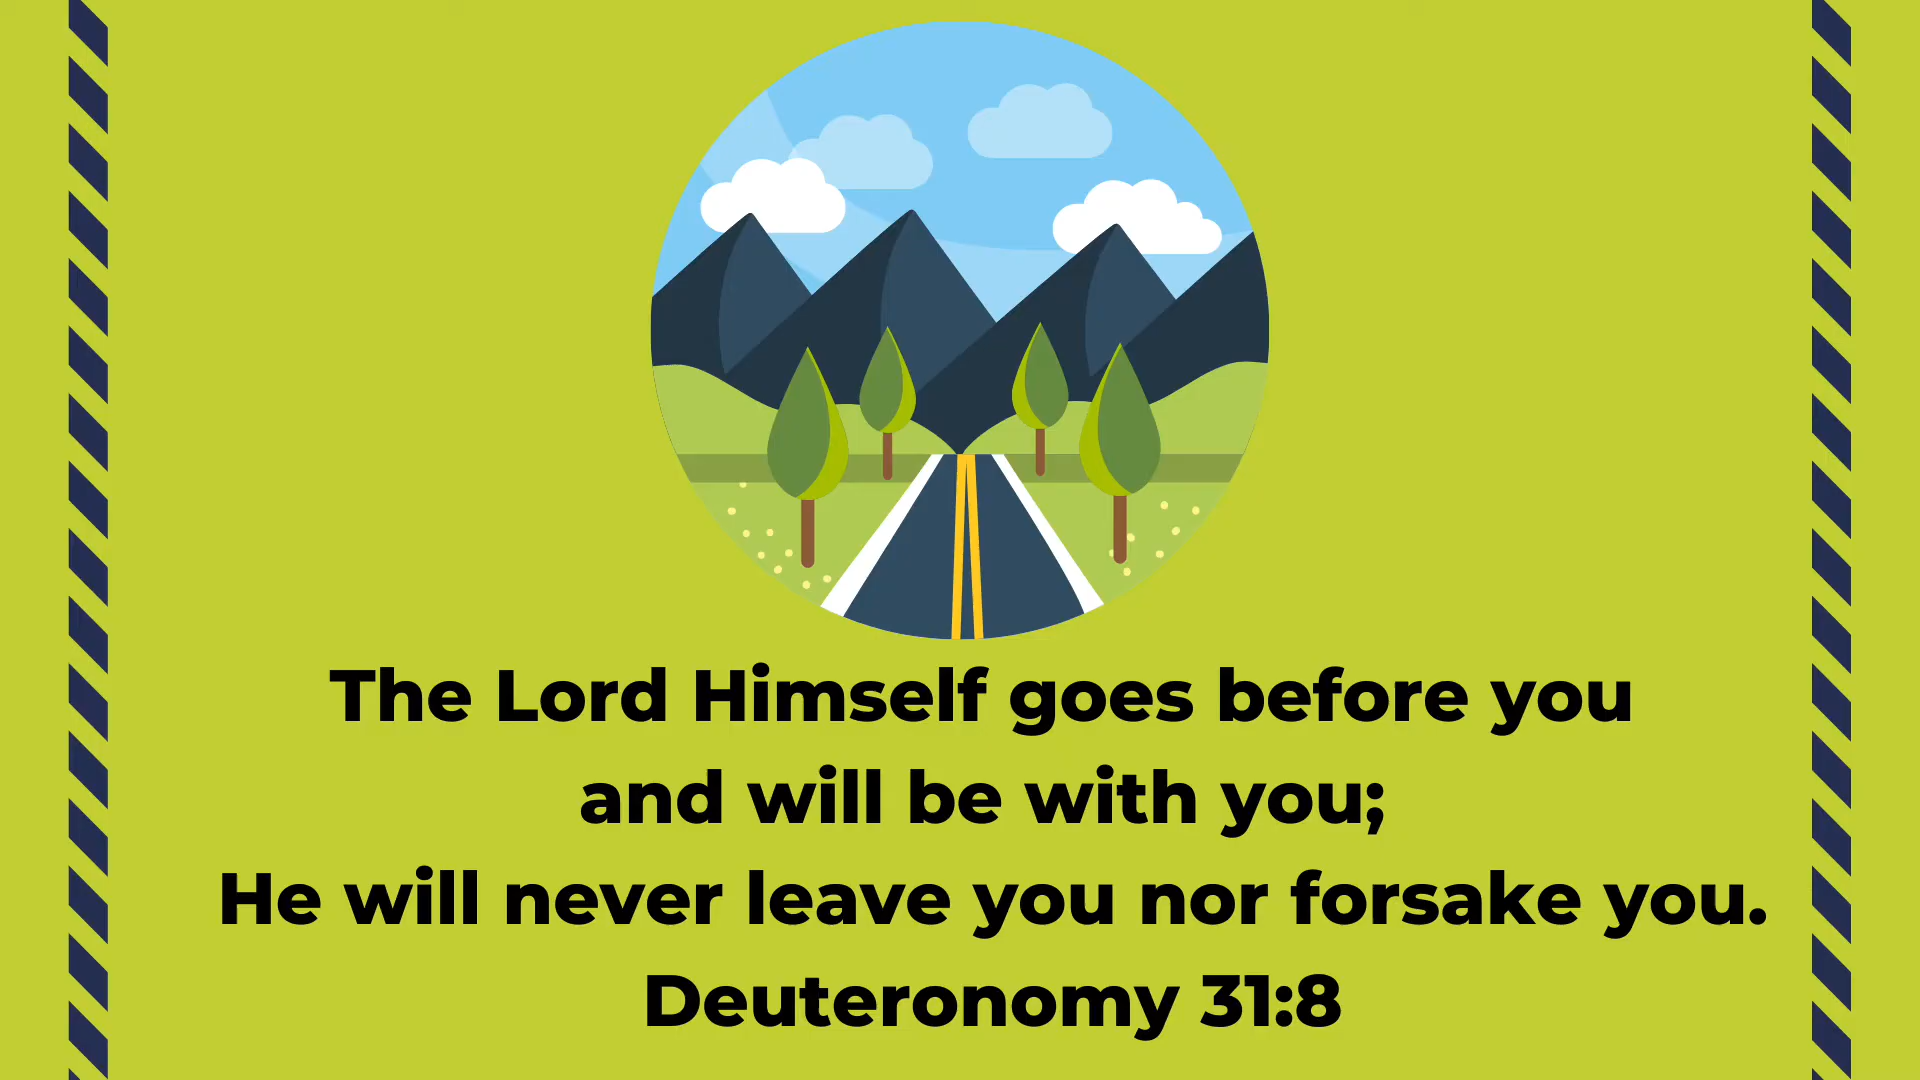 The Lord Himself goes before you
and will be with you;
He will never leave you nor forsake you.
Deuteronomy 31:8